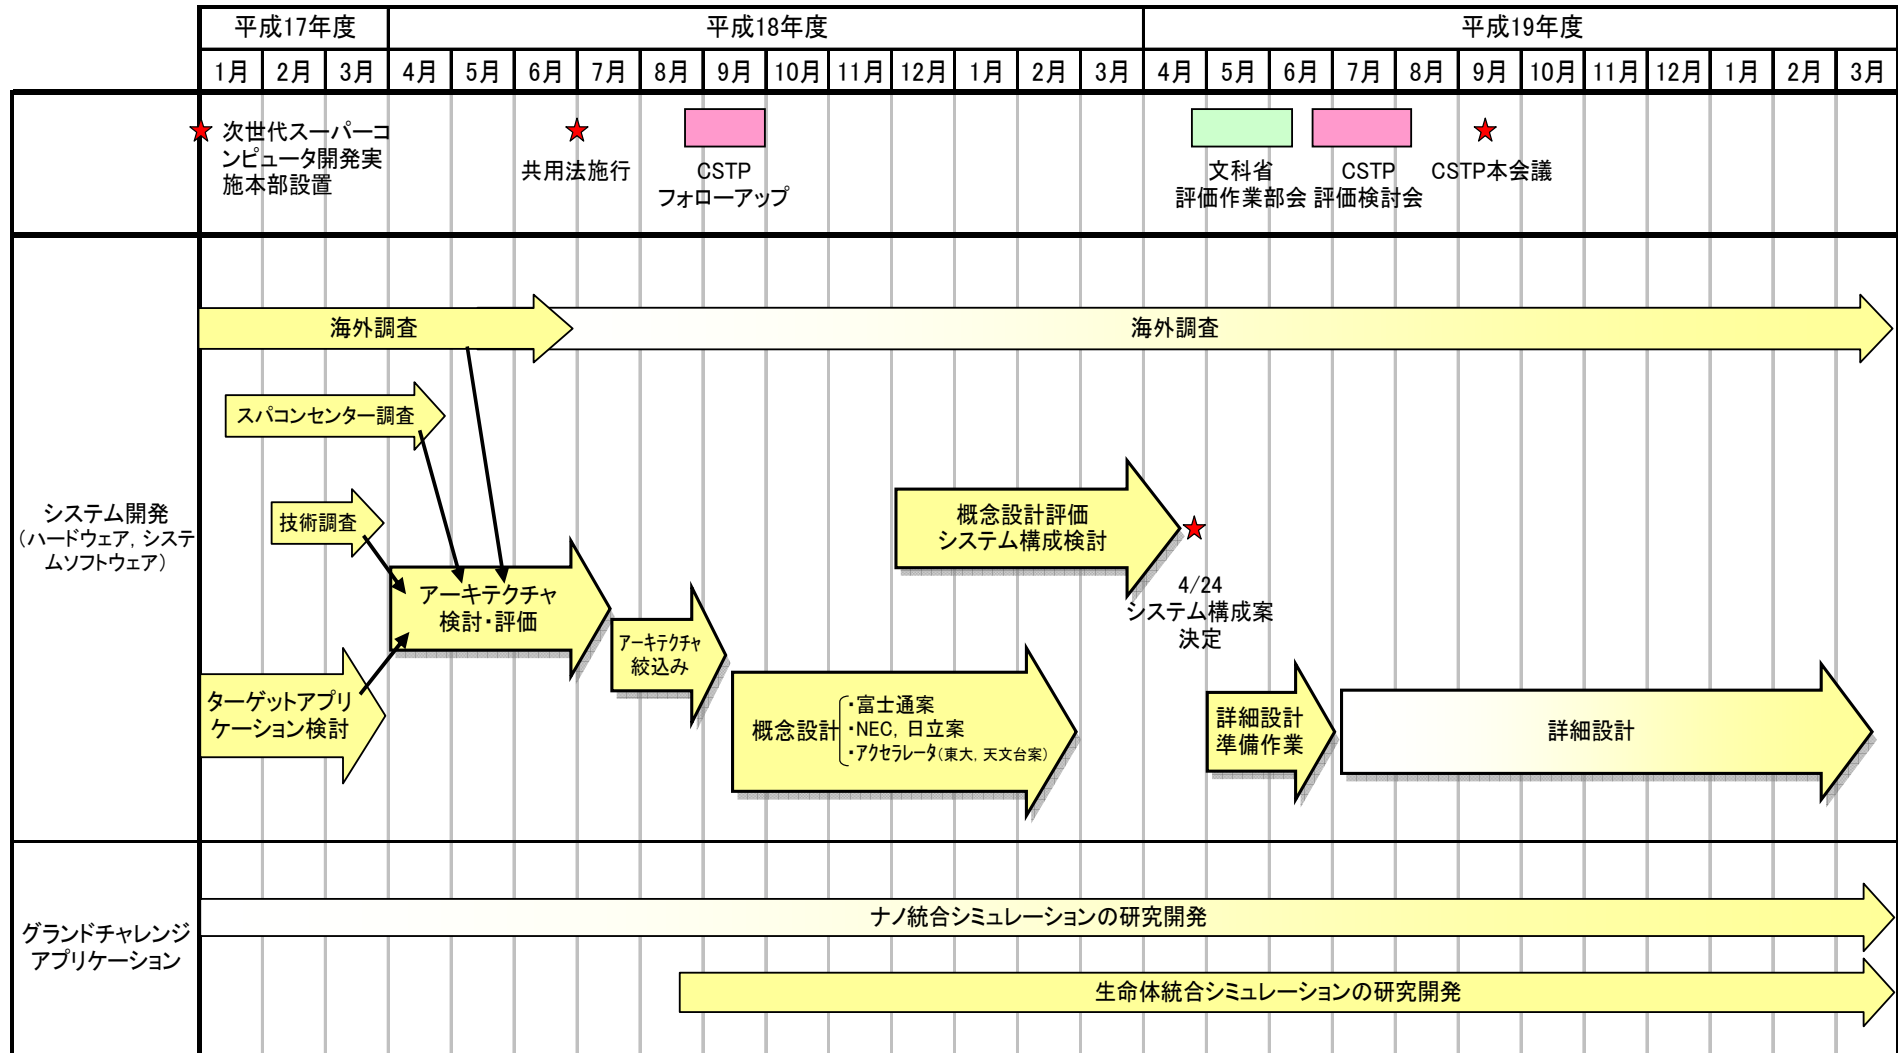 平成17年度
平成18年度
平成19年度
1月
2月
3月
4月
5月
6月
7月
8月
9月
10月
11月
12月
1月
2月
3月
4月
5月
6月
7月
8月
9月
10月
11月
12月
1月
2月
3月
次世代スーパーコ
ンピュータ開発実
施本部設置
共用法施行
CSTP
フォローアップ
文科省
評価作業部会
CSTP
評価検討会
CSTP本会議
システム開発
（ハードウェア, システ
ムソフトウェア）
海外調査
海外調査
スパコンセンター調査
技術調査
アーキテクチャ
検討・評価
ターゲットアプリ
ケーション検討
アーキテクチャ
絞込み
概念設計
・富士通案
・NEC, 日立案
・アクセラレータ(東大, 天文台案)
概念設計評価
システム構成検討
4/24
システム構成案
決定
詳細設計
準備作業
詳細設計
グランドチャレンジ
アプリケーション
ナノ統合シミュレーションの研究開発
生命体統合シミュレーションの研究開発